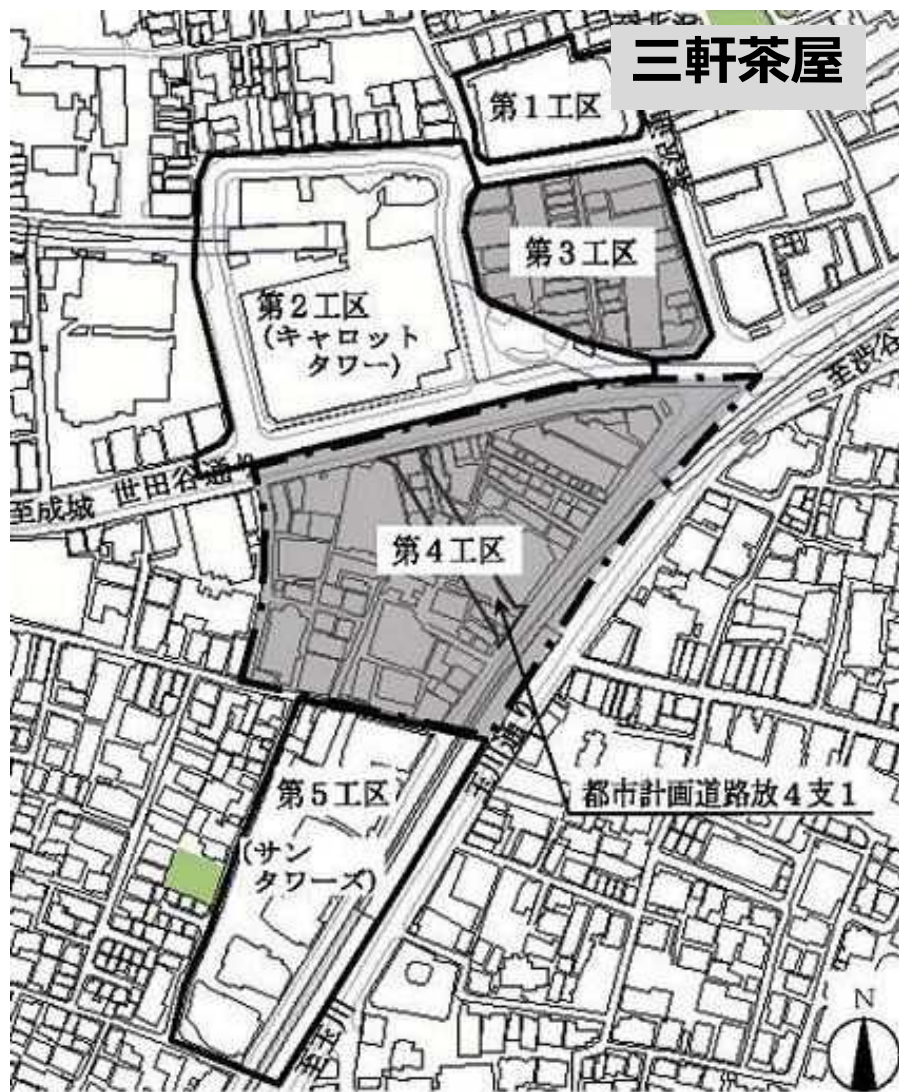 三軒茶屋
第1工区
第3工区
第2工区
(キャロット
タワー)
至渋谷
世田谷通り
至成城
第4工区
玉川通り
第5工区
都市計画道路放4支1
(サン
タワーズ)
N